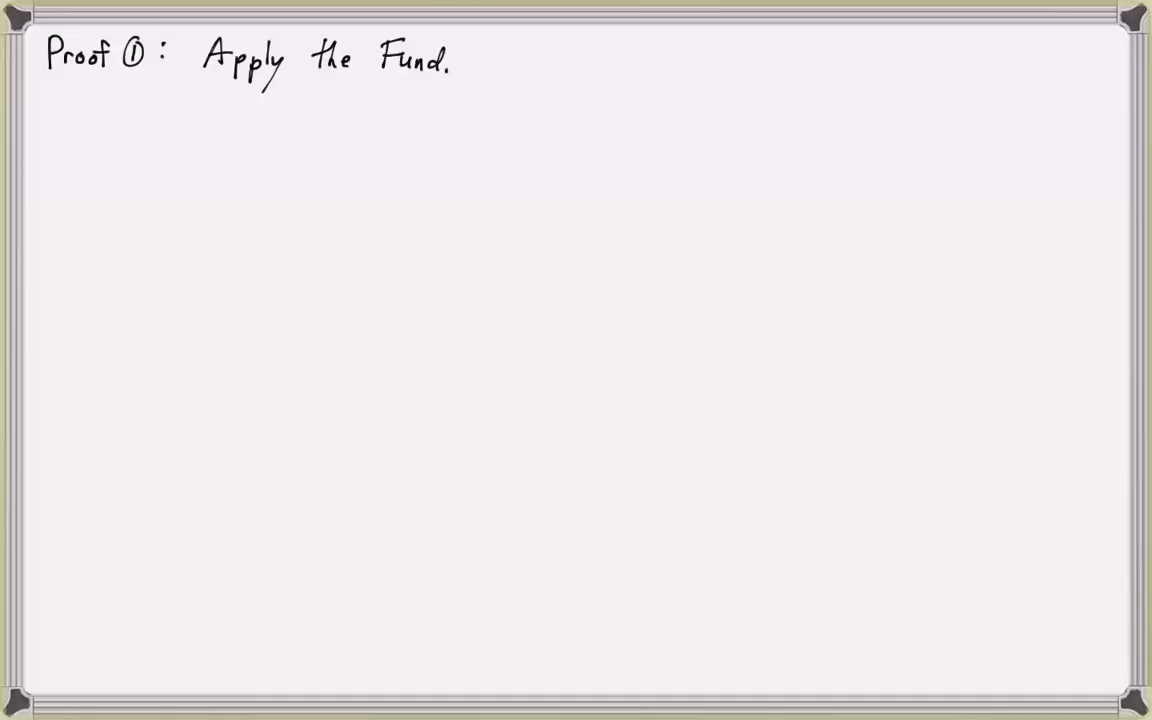 Proof ①: Apply the Fund.